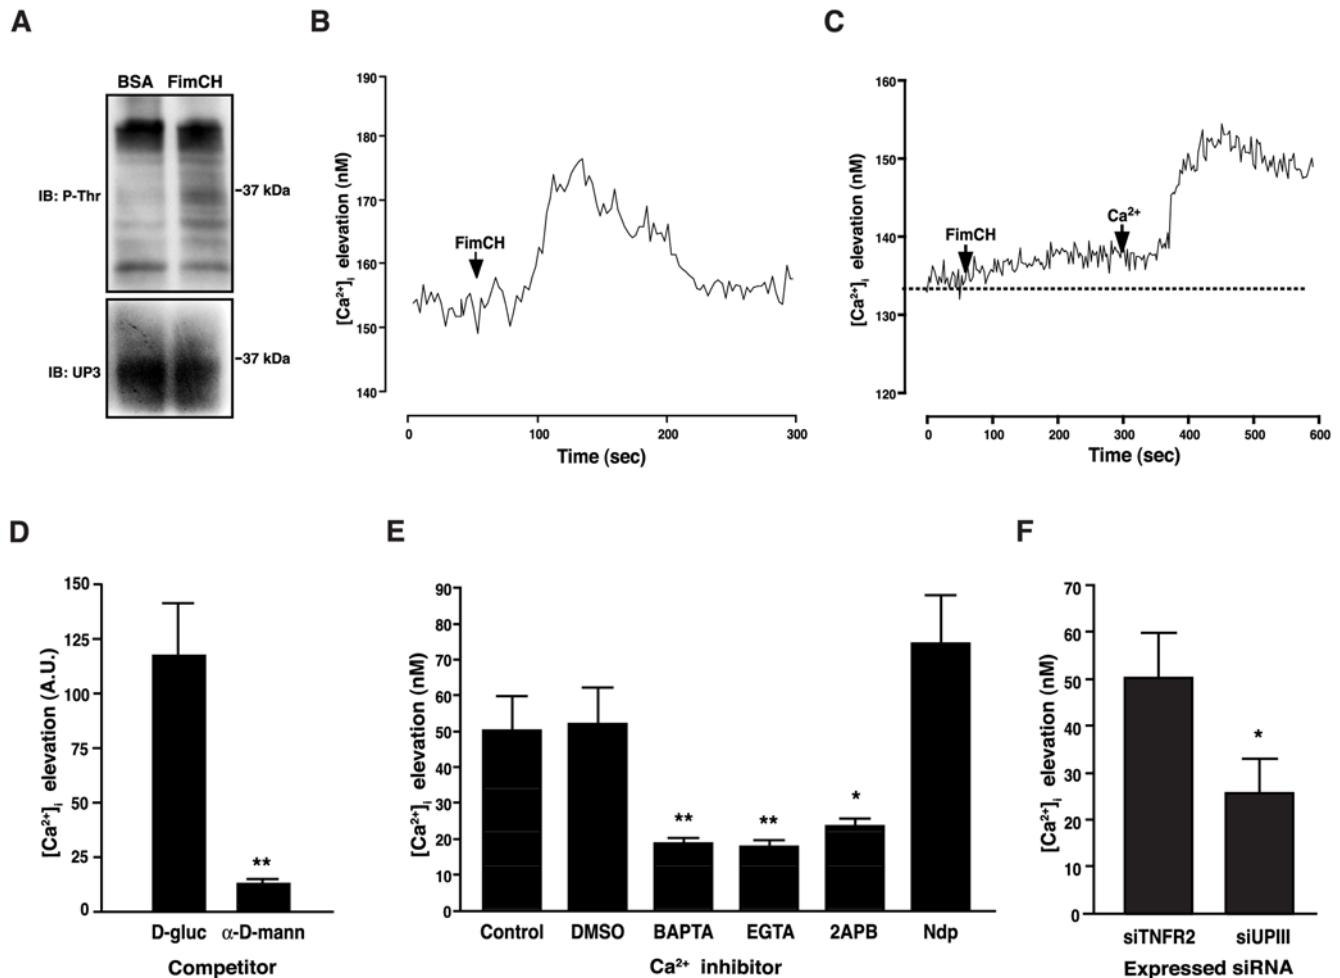 A
BSA FimCH
IB: P-Thr
-37 kDa
IB: UP3
-37 kDa
B
[Ca²⁺]i elevation (nM)
190
180
170
160
150
140
FimCH
0 100 200 300
Time (sec)
C
[Ca²⁺]i elevation (nM)
160
150
140
130
120
FimCH
Ca²⁺
0 100 200 300 400 500 600
Time (sec)
D
[Ca²⁺]i elevation (A.U.)
150
125
100
75
50
25
0
**
D-gluc α-D-mann
Competitor
E
[Ca²⁺]i elevation (nM)
90
80
70
60
50
40
30
20
10
0
** ** *
Control DMSO BAPTA EGTA 2APB Ndp
Ca²⁺ inhibitor
F
[Ca²⁺]i elevation (nM)
70
60
50
40
30
20
10
0
*
siTNFR2 siUPIII
Expressed siRNA